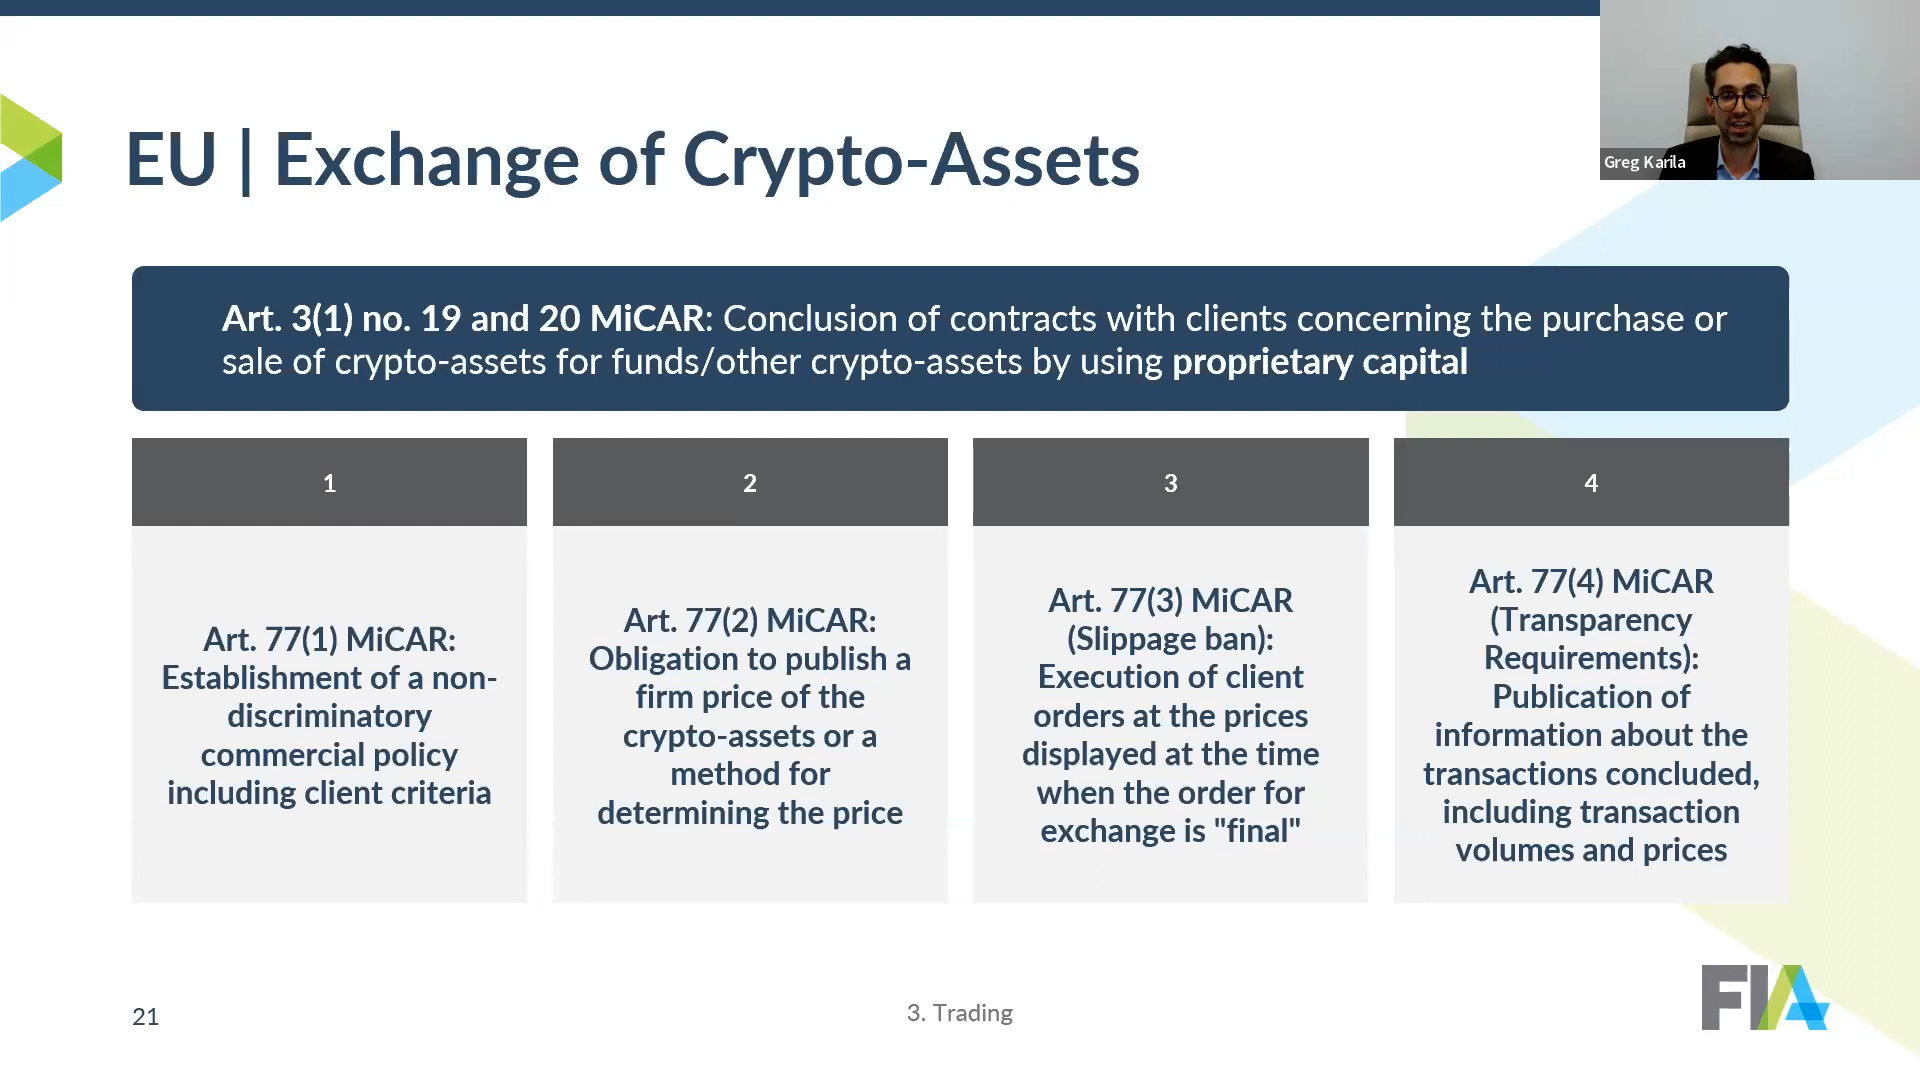 Greg Karila
EU | Exchange of Crypto-Assets
Art. 3(1) no. 19 and 20 MiCAR: Conclusion of contracts with clients concerning the purchase or
sale of crypto-assets for funds/other crypto-assets by using proprietary capital
1
Art. 77(1) MiCAR:
Establishment of a non-
discriminatory
commercial policy
including client criteria
2
Art. 77(2) MiCAR:
Obligation to publish a
firm price of the
crypto-assets or a
method for
determining the price
3
Art. 77(3) MiCAR
(Slippage ban):
Execution of client
orders at the prices
displayed at the time
when the order for
exchange is "final"
4
Art. 77(4) MiCAR
(Transparency
Requirements):
Publication of
information about the
transactions concluded,
including transaction
volumes and prices
21
3. Trading
FIA